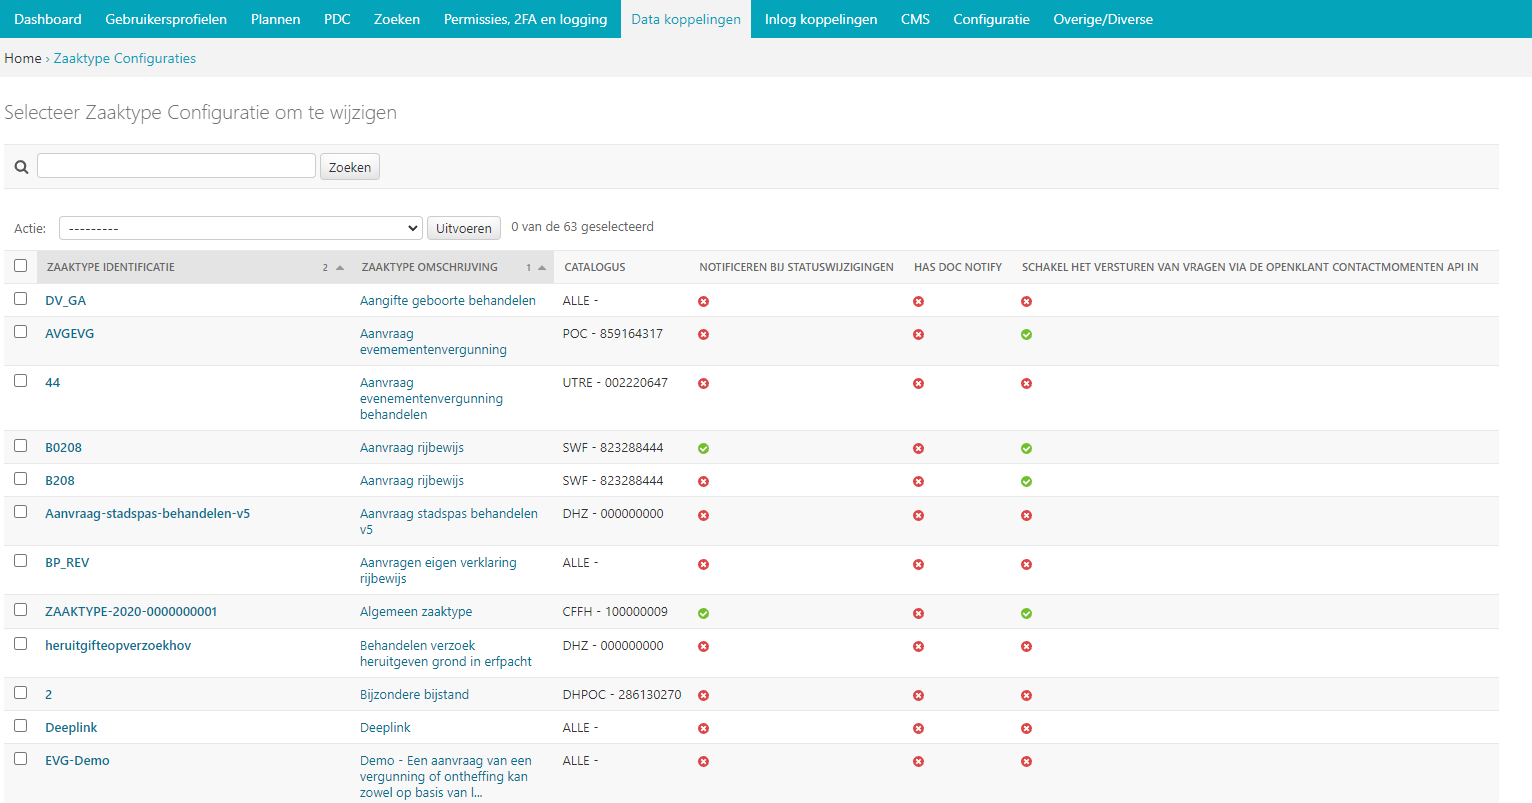 Dashboard Gebruikersprofielen Plannen PDC Zoeken Permissies, 2FA en logging Data koppelingen Inlog koppelingen CMS Configuratie Overige/Diverse
Home › Zaaktype Configuraties
Selecteer Zaaktype Configuratie om te wijzigen
Zoeken
Actie: --------- Uitvoeren 0 van de 63 geselecteerd
ZAAKTYPE IDENTIFICATIE 2 ZAAKTYPE OMSCHRIJVING 1 CATALOGUS NOTIFICEREN BIJ STATUSWIJZIGINGEN HAS DOC NOTIFY SCHAKEL HET VERSTUREN VAN VRAGEN VIA DE OPENKLANT CONTACTMOMENTEN API IN
DV_GA Aangifte geboorte behandelen ALLE -
AVGEVG Aanvraag POC - 859164317
evemementenvergunning
44 Aanvraag UTRE - 002220647
evenementenvergunning
behandelen
B0208 Aanvraag rijbewijs SWF - 823288444
B208 Aanvraag rijbewijs SWF - 823288444
Aanvraag-stadspas-behandelen-v5 Aanvraag stadspas behandelen DHZ - 000000000
v5
BP_REV Aanvragen eigen verklaring ALLE -
rijbewijs
ZAAKTYPE-2020-0000000001 Algemeen zaaktype CFFH - 100000009
heruitgifteopverzoekhov Behandelen verzoek DHZ - 000000000
heruitgeven grond in erfpacht
2 Bijzondere bijstand DHPOC - 286130270
Deeplink Deeplink ALLE -
EVG-Demo Demo - Een aanvraag van een ALLE -
vergunning of ontheffing kan
zowel op basis van l...